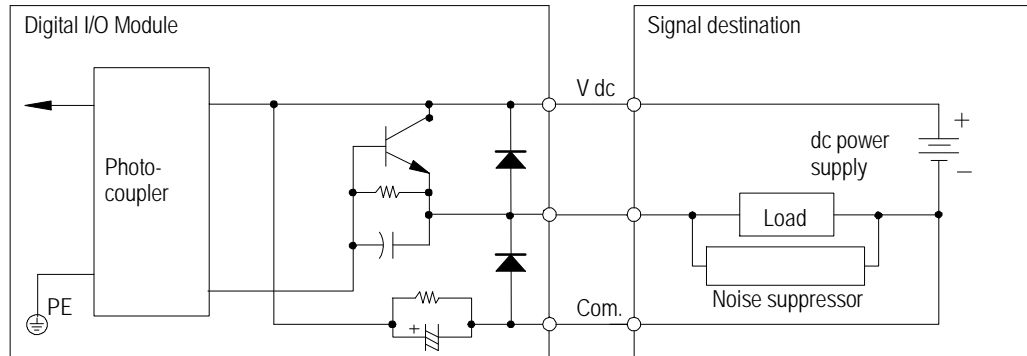 Digital I/O Module
Signal destination
V dc
+
dc power
supply
−
Photo-
coupler
Load
PE
+
Noise suppressor
Com.